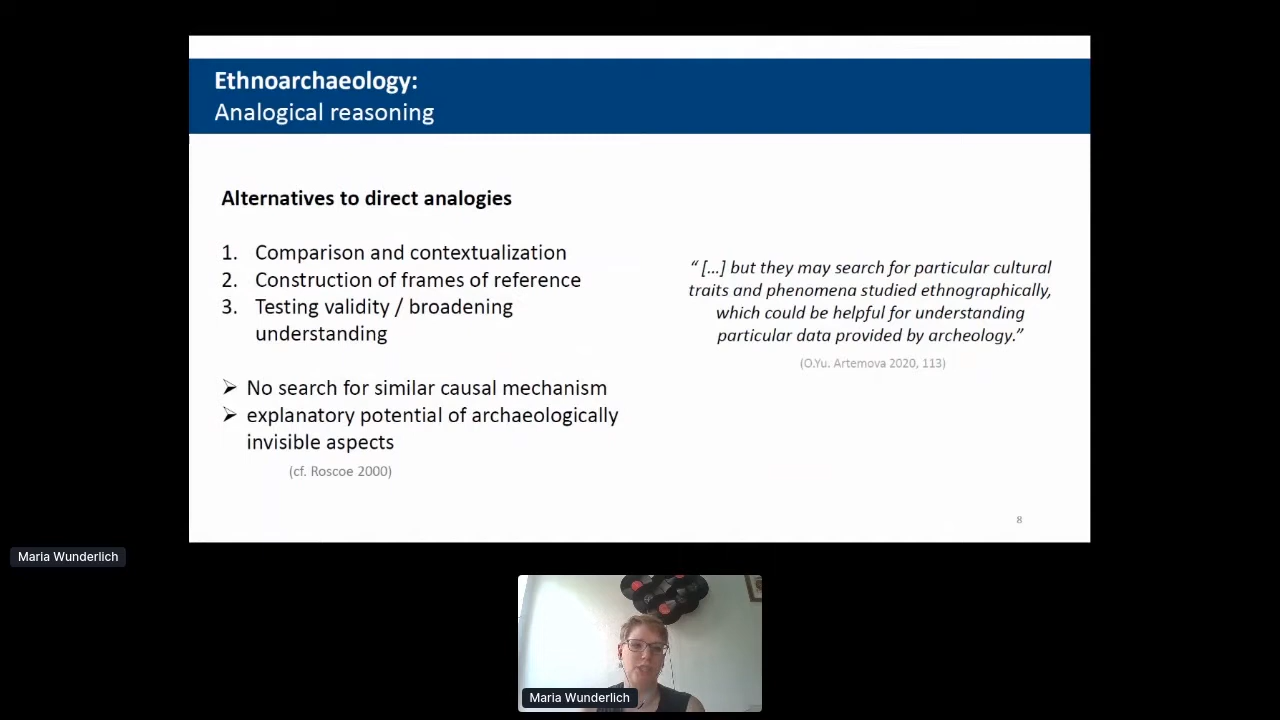 Ethnoarchaeology:
Analogical reasoning
Alternatives to direct analogies
1. Comparison and contextualization
2. Construction of frames of reference
3. Testing validity / broadening
understanding
➢ No search for similar causal mechanism
➢ explanatory potential of archaeologically
invisible aspects
(cf. Roscoe 2000)
“ [...] but they may search for particular cultural
traits and phenomena studied ethnographically,
which could be helpful for understanding
particular data provided by archeology.”
(O.Yu. Artemova 2020, 113)
8
Maria Wunderlich
Maria Wunderlich